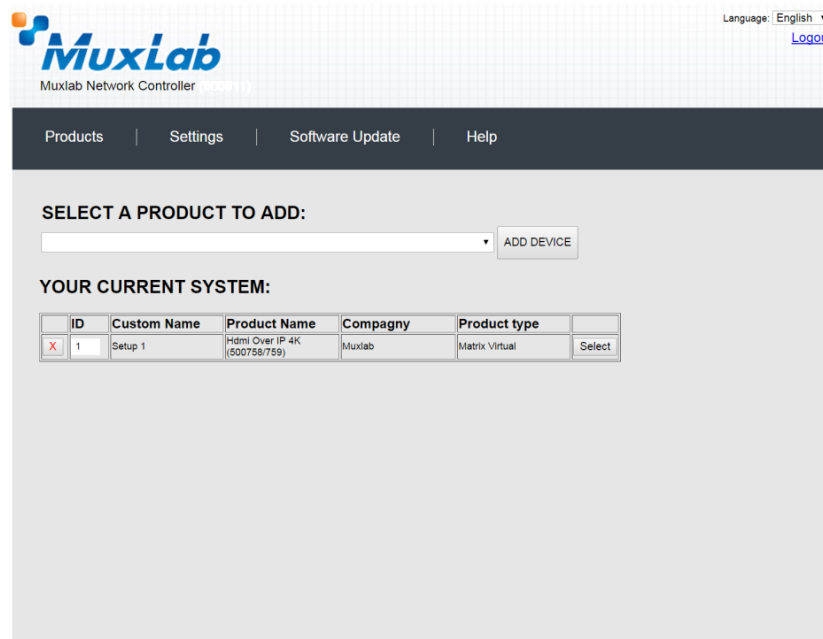 Language: English
Logou
MuxLab
Muxlab Network Controller
Products | Settings | Software Update | Help
SELECT A PRODUCT TO ADD:
ADD DEVICE
YOUR CURRENT SYSTEM:
ID Custom Name Product Name Compagny Product type
X 1 Setup 1 Hdmi Over IP 4K (500758/759) Muxlab Matrix Virtual Select